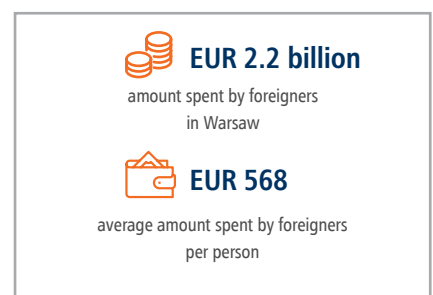 EUR 2.2 billion
amount spent by foreigners
in Warsaw
EUR 568
average amount spent by foreigners
per person